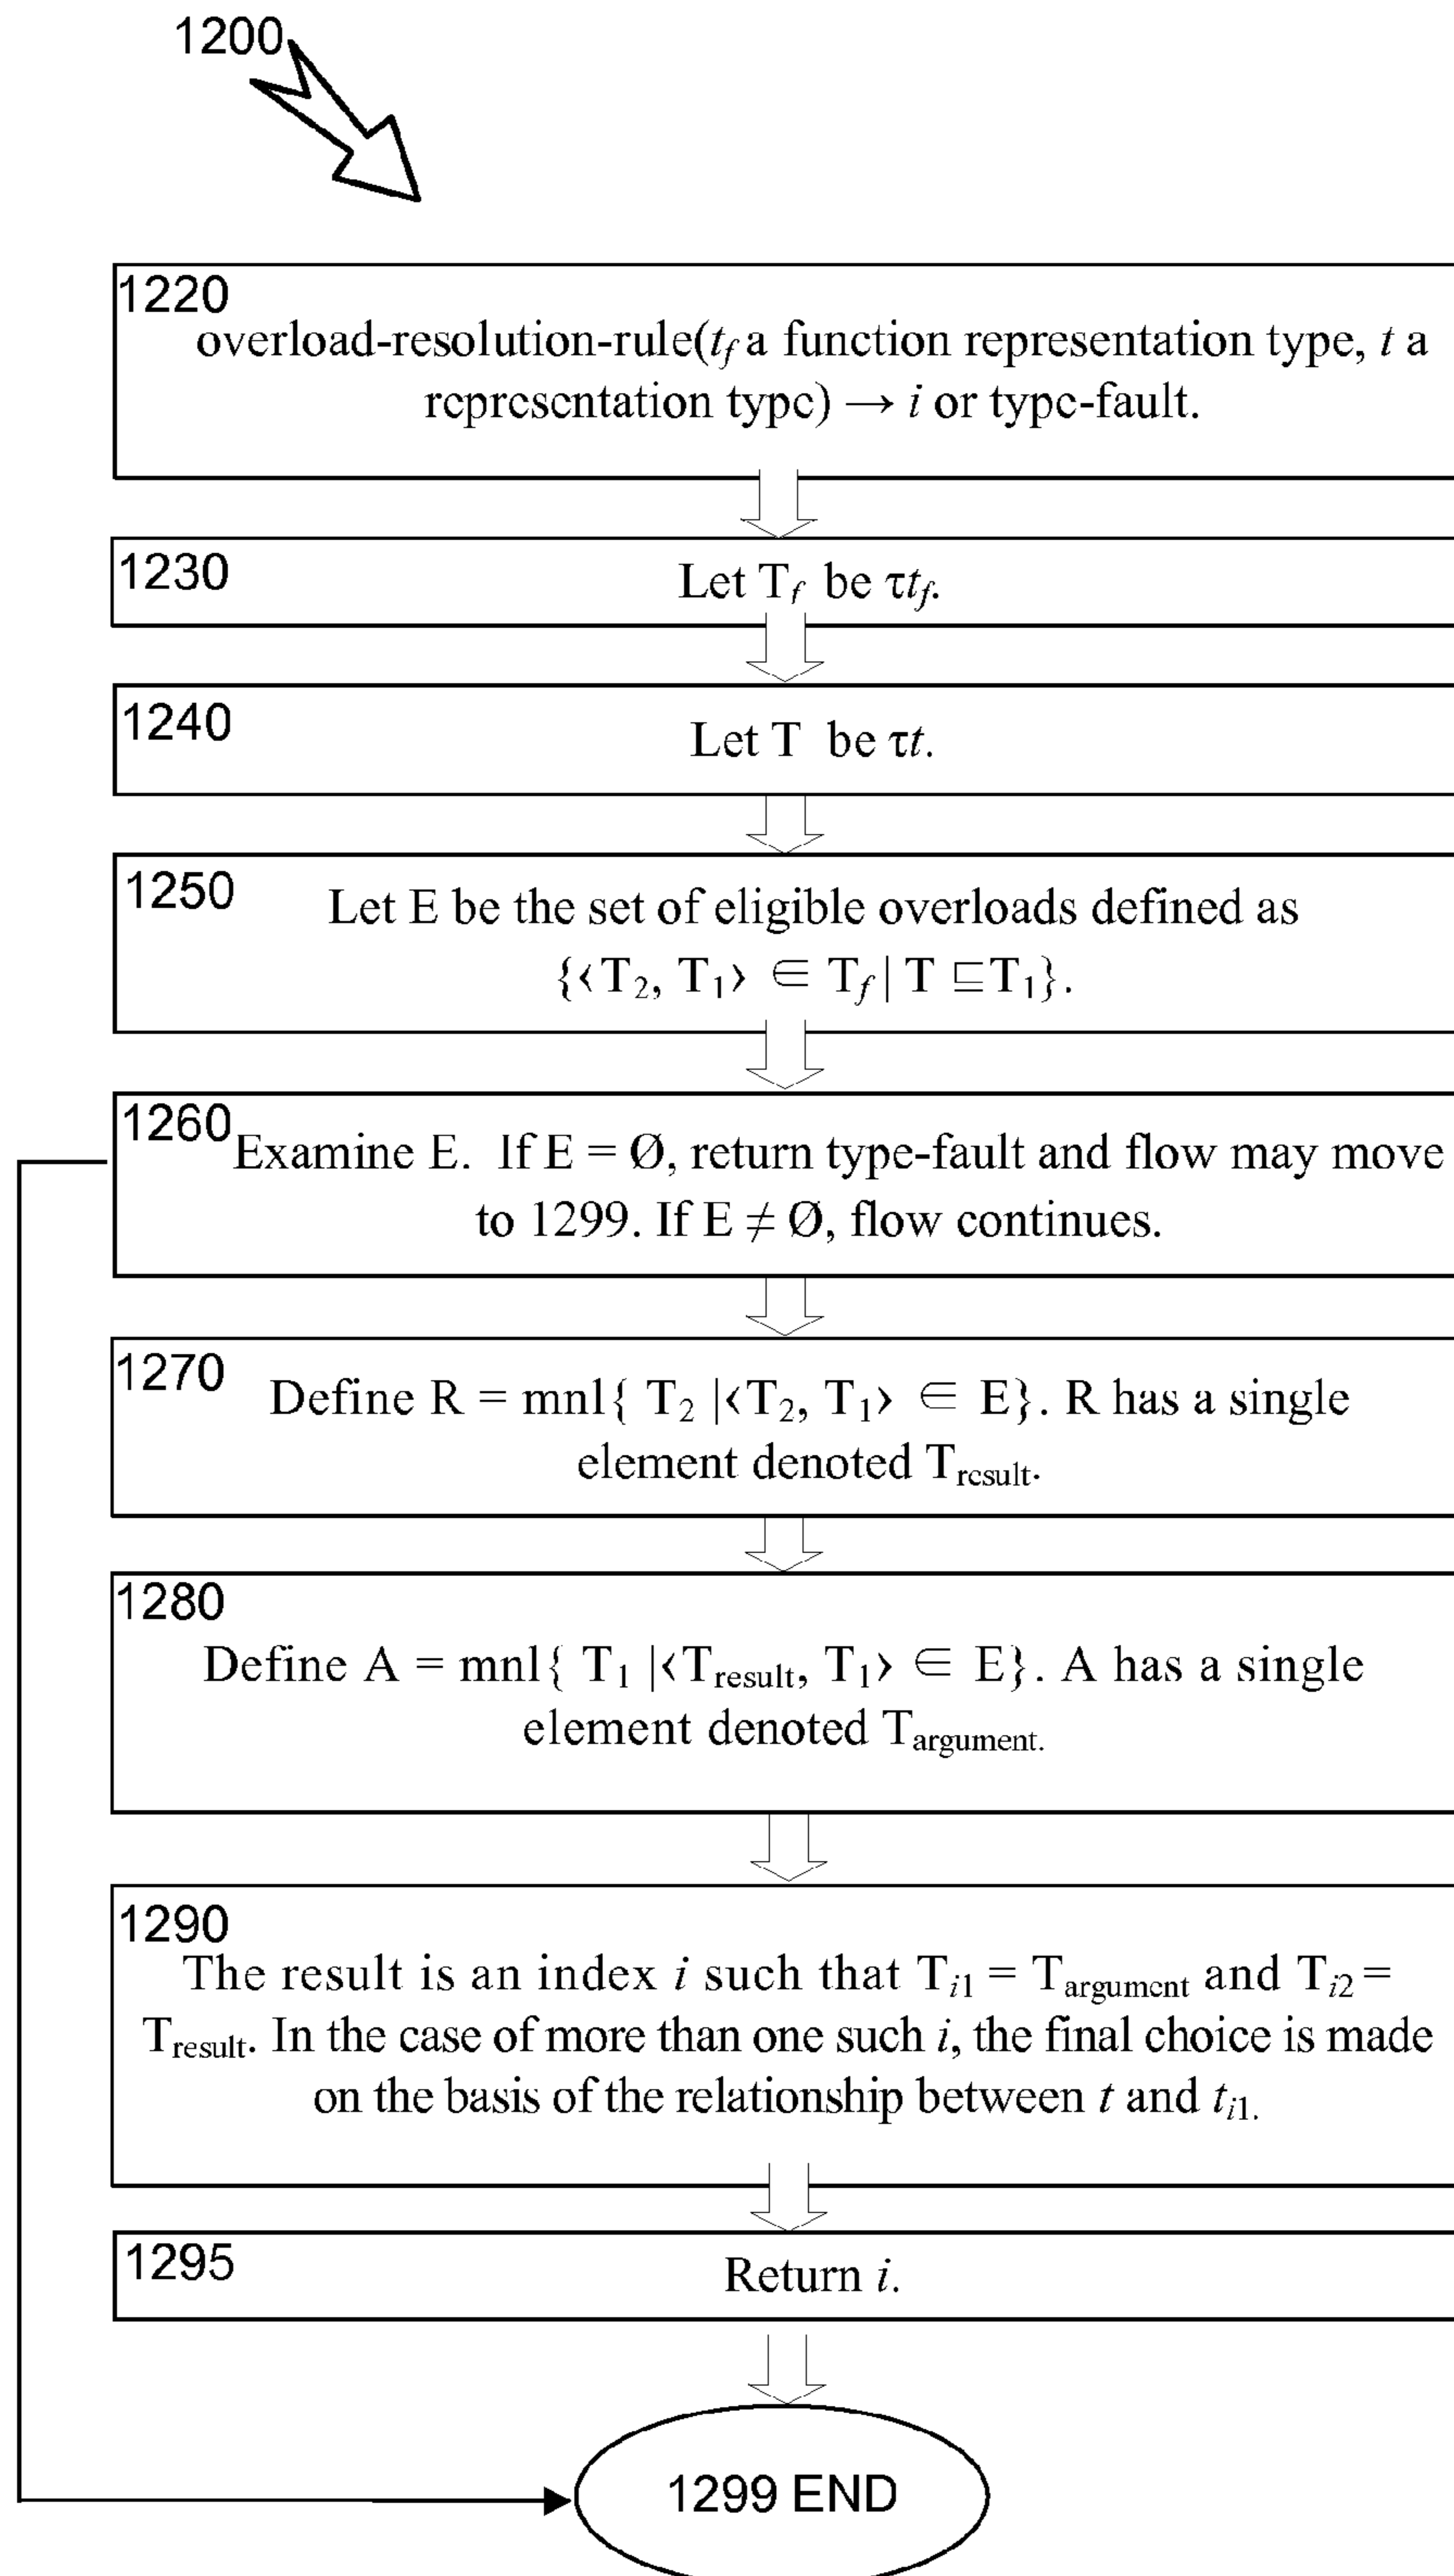 1200
1220
overload-resolution-rule(t_f a function representation type, t a
representation type) → i or type-fault.
1230
Let T_f be τt_f.
1240
Let T be τt.
1250
Let E be the set of eligible overloads defined as
{‹T₂, T₁› ∈ T_f | T ⊑ T₁}.
1260
Examine E. If E = Ø, return type-fault and flow may move
to 1299. If E ≠ Ø, flow continues.
1270
Define R = mnl{ T₂ |‹T₂, T₁› ∈ E}. R has a single
element denoted T_result.
1280
Define A = mnl{ T₁ |‹T_result, T₁› ∈ E}. A has a single
element denoted T_argument.
1290
The result is an index i such that T_i1 = T_argument and T_i2 =
T_result. In the case of more than one such i, the final choice is made
on the basis of the relationship between t and t_i1.
1295
Return i.
1299 END